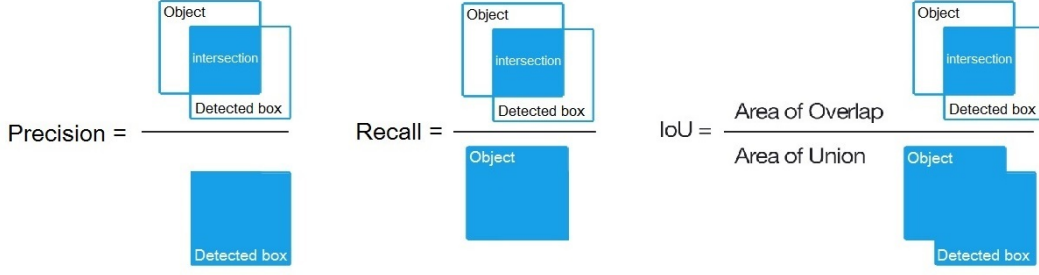 Object
intersection
Detected box
Precision =
Detected box
Object
intersection
Detected box
Recall =
Object
Object
intersection
Detected box
IoU =
Area of Overlap
Area of Union
Object
Detected box